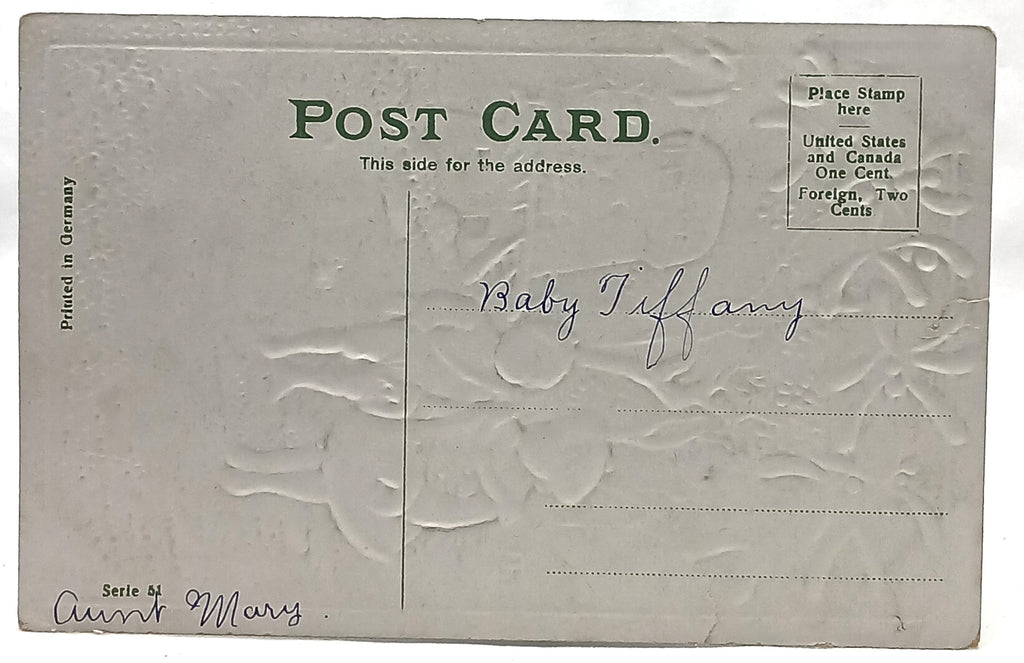 POST CARD.
This side for the address.
Place Stamp
here
United States
and Canada
One Cent.
Foreign, Two
Cents
Printed in Germany
Baby Tiffany
Serie 51
Aunt Mary.